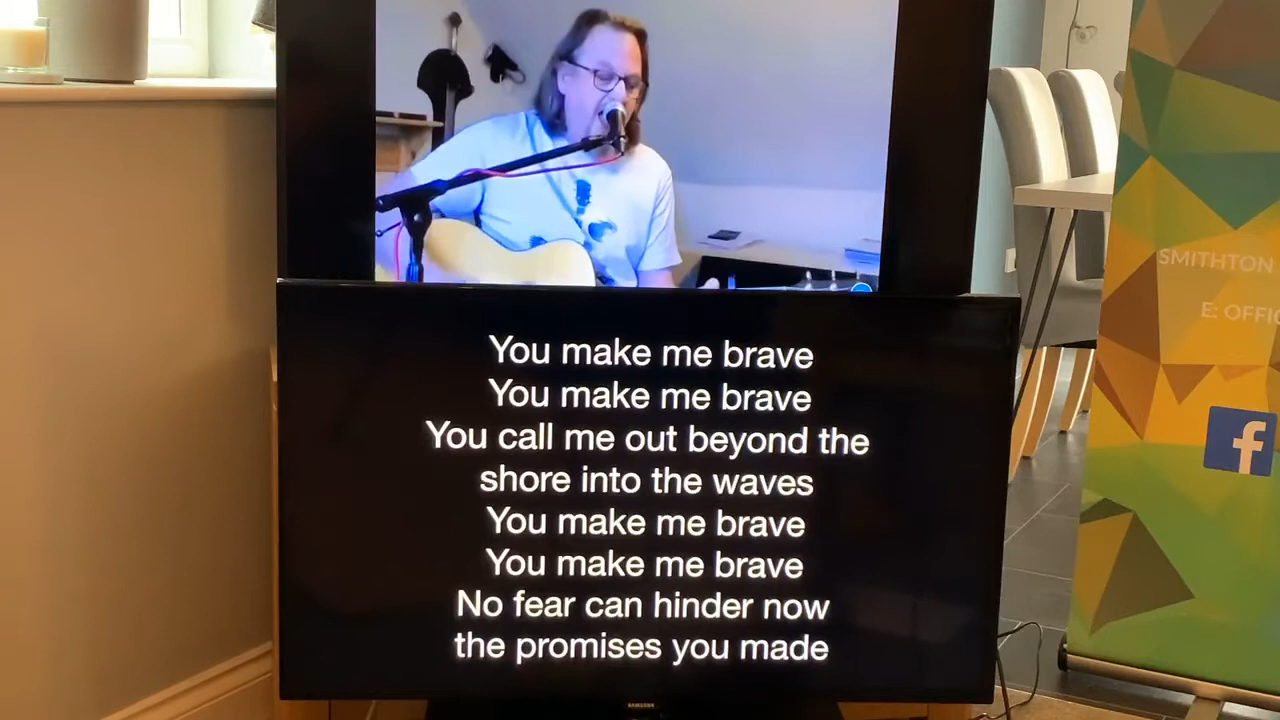 You make me brave
You make me brave
You call me out beyond the
shore into the waves
You make me brave
You make me brave
No fear can hinder now
the promises you made
SMITHTON
E: OFFIC
f
SAMSUNG